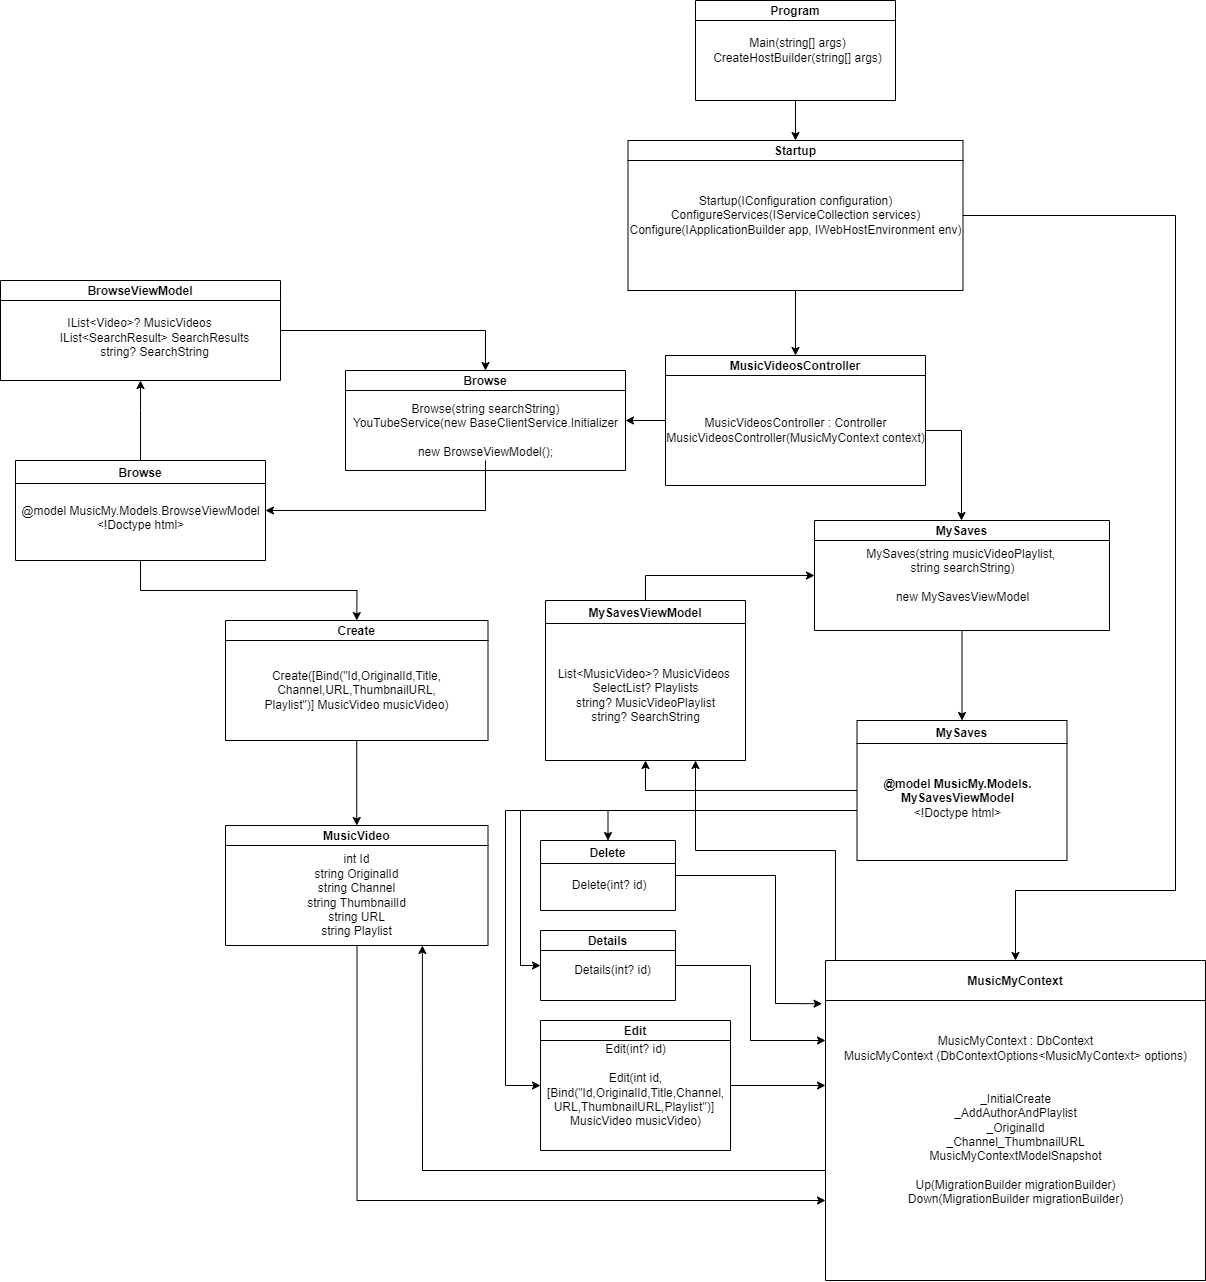 Program
Main(string[] args)
CreateHostBuilder(string[] args)
Startup
Startup(IConfiguration configuration)
ConfigureServices(IServiceCollection services)
Configure(IApplicationBuilder app, IWebHostEnvironment env)
BrowseViewModel
IList<Video>? MusicVideos
IList<SearchResult> SearchResults
string? SearchString
Browse
Browse(string searchString)
YouTubeService(new BaseClientService.Initializer
new BrowseViewModel();
MusicVideosController
MusicVideosController : Controller
MusicVideosController(MusicMyContext context)
Browse
@model MusicMy.Models.BrowseViewModel
<!Doctype html>
MySaves
MySaves(string musicVideoPlaylist,
string searchString)
new MySavesViewModel
MySavesViewModel
List<MusicVideo>? MusicVideos
SelectList? Playlists
string? MusicVideoPlaylist
string? SearchString
Create
Create([Bind("Id,OriginalId,Title,
Channel,URL,ThumbnailURL,
Playlist")] MusicVideo musicVideo)
MySaves
@model MusicMy.Models.
MySavesViewModel
<!Doctype html>
MusicVideo
int Id
string OriginalId
string Channel
string ThumbnailId
string URL
string Playlist
Delete
Delete(int? id)
Details
Details(int? id)
Edit
Edit(int? id)
Edit(int id,
[Bind("Id,OriginalId,Title,Channel,
URL,ThumbnailURL,Playlist")]
MusicVideo musicVideo)
MusicMyContext
MusicMyContext : DbContext
MusicMyContext (DbContextOptions<MusicMyContext> options)
_InitialCreate
_AddAuthorAndPlaylist
_OriginalId
_Channel_ThumbnailURL
MusicMyContextModelSnapshot
Up(MigrationBuilder migrationBuilder)
Down(MigrationBuilder migrationBuilder)